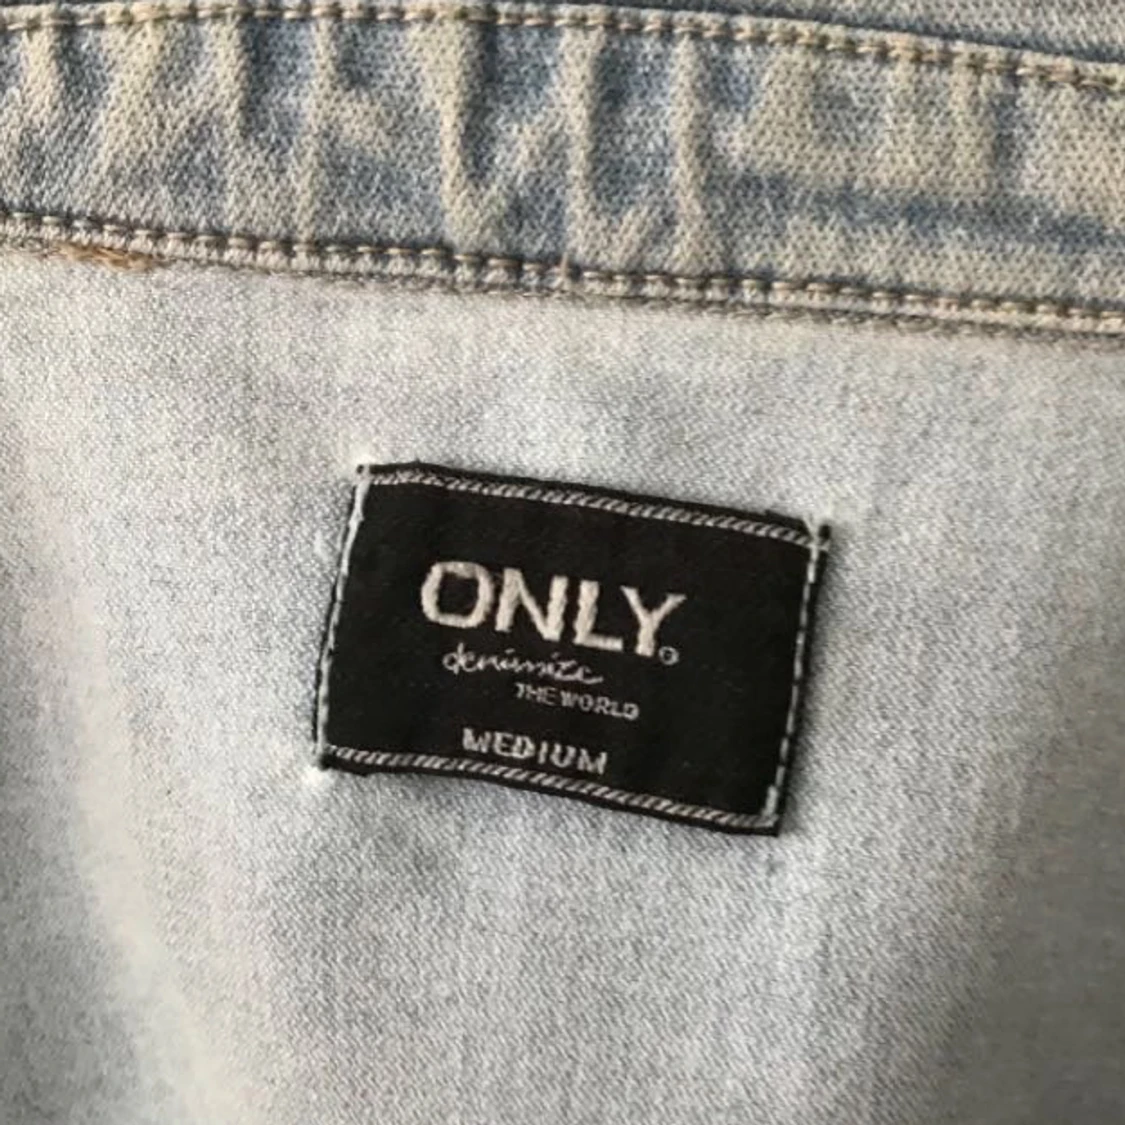 ONLY®
denimize
THE WORLD
MEDIUM